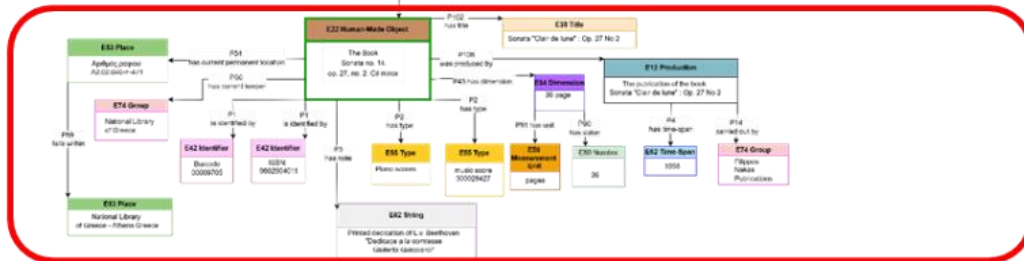 P102
has title
E22 Human-Made Object
The Book
Sonata no. 14,
op. 27, no. 2, C# minor
E35 Title
Sonata "Clair de lune" : Op. 27 No 2
E53 Place
P54
has current permanent location
P50
has current keeper
E74 Group
National Library
of Greece
P89
falls within
E53 Place
National Library
of Greece - Athens Greece
P1
is identified by
E42 Identifier
Barcode
P1
is identified by
E42 Identifier
P3
has note
E62 String
Printed dedication of L.v. Beethoven
"Dedicace a la comtesse
P2
has type
E55 Type
Piano scores
P2
has type
E55 Type
music score
P43 has dimension
E54 Dimension
36 page
P91 has unit
E58
Measurement
Unit
pages
P90
has value
E60 Number
36
P108
was produced by
E12 Production
The publication of the book
Sonata "Clair de lune" : Op. 27 No 2
P4
has time-span
E52 Time-Span
P14
carried out by
E74 Group
Filippos
Nakas
Publications